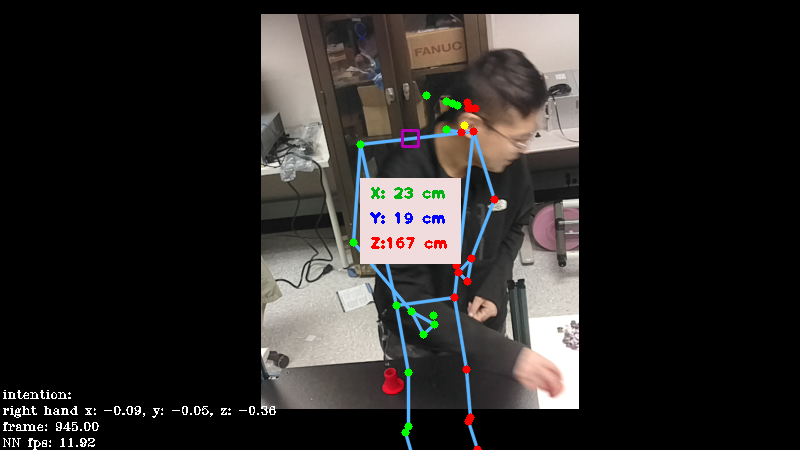 FANUC
X: 23 cm
Y: 19 cm
Z:167 cm
intention:
right hand x: -0.09, y: -0.05, z: -0.36
frame: 945.00
NN fps: 11.92